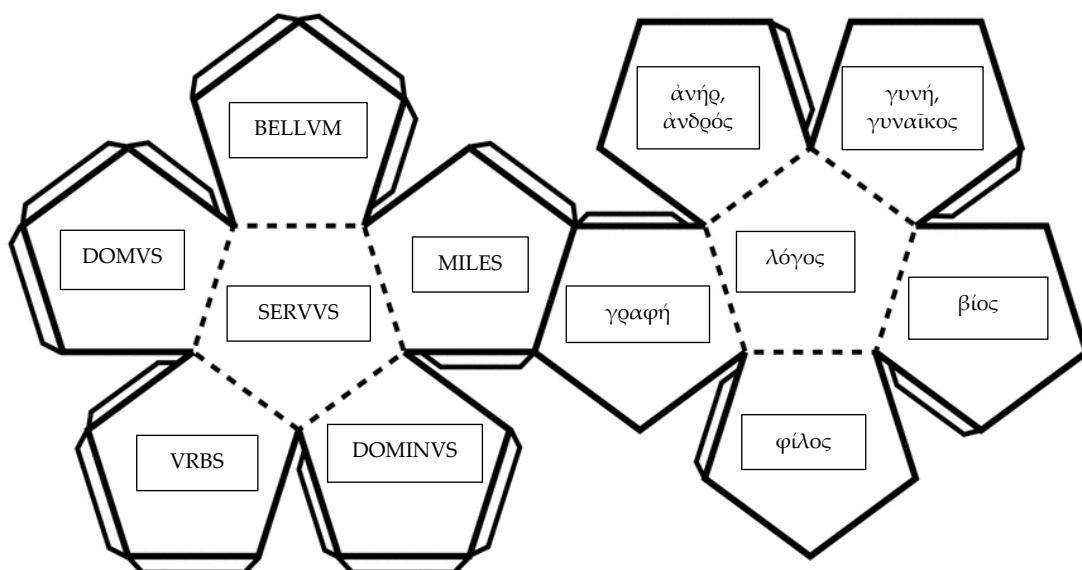 BELLVM
DOMVS
MILES
SERVVS
VRBS
DOMINVS
ἀνήρ,
ἀνδρός
γυνή,
γυναῖκος
λόγος
γραφή
βίος
φίλος